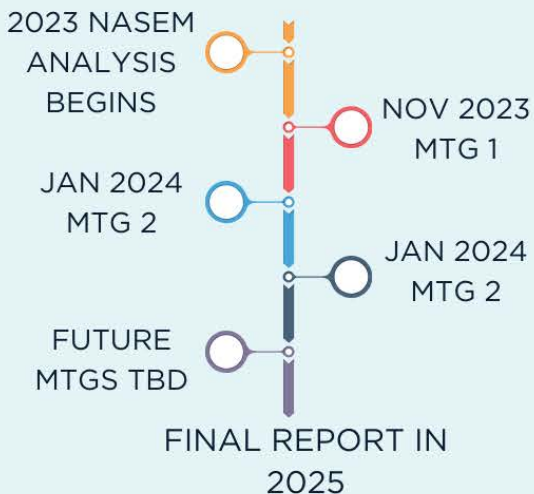 2023 NASEM
ANALYSIS
BEGINS
NOV 2023
MTG 1
JAN 2024
MTG 2
JAN 2024
MTG 2
FUTURE
MTGS TBD
FINAL REPORT IN
2025